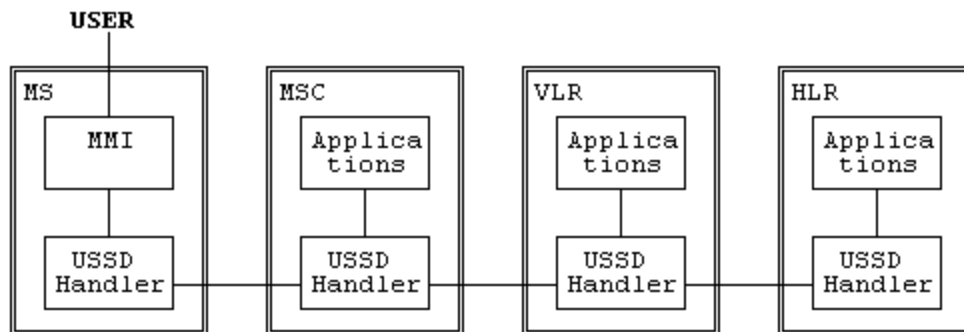 USER
MS
MMI
USSD
Handler
MSC
Applica
tions
USSD
Handler
VLR
Applica
tions
USSD
Handler
HLR
Applica
tions
USSD
Handler